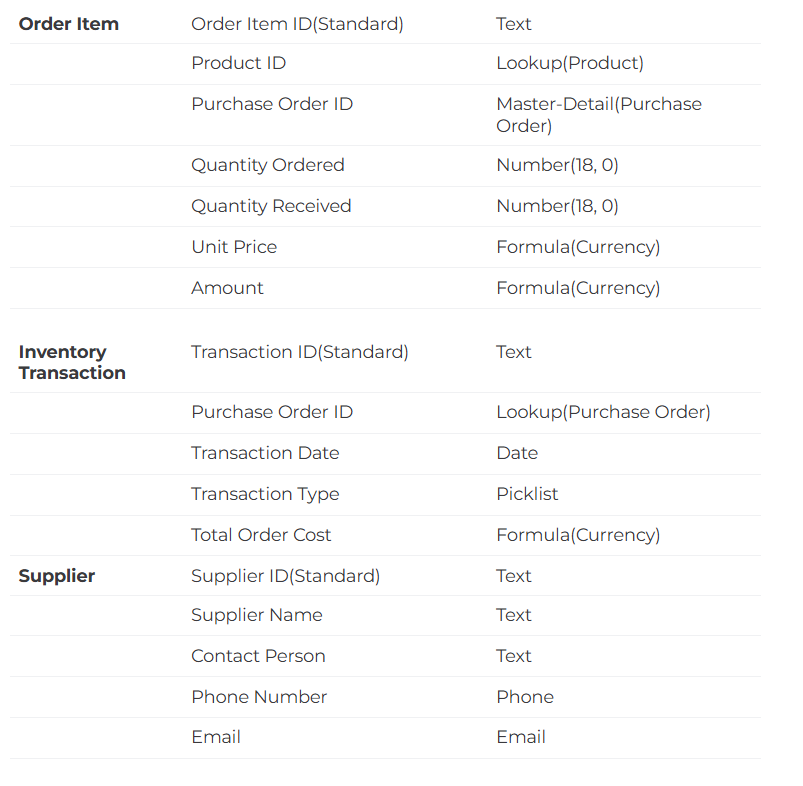 Order Item Order Item ID(Standard) Text
Product ID Lookup(Product)
Purchase Order ID Master-Detail(Purchase
Order)
Quantity Ordered Number(18, 0)
Quantity Received Number(18, 0)
Unit Price Formula(Currency)
Amount Formula(Currency)
Inventory Transaction ID(Standard) Text
Transaction
Purchase Order ID Lookup(Purchase Order)
Transaction Date Date
Transaction Type Picklist
Total Order Cost Formula(Currency)
Supplier Supplier ID(Standard) Text
Supplier Name Text
Contact Person Text
Phone Number Phone
Email Email